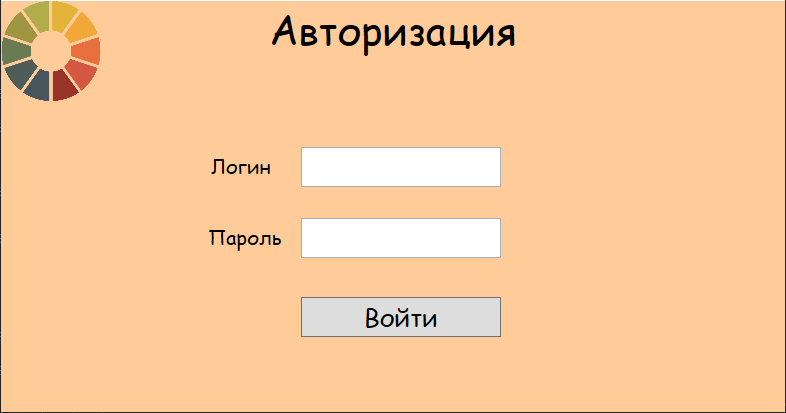 Авторизация
Логин
Пароль
Войти